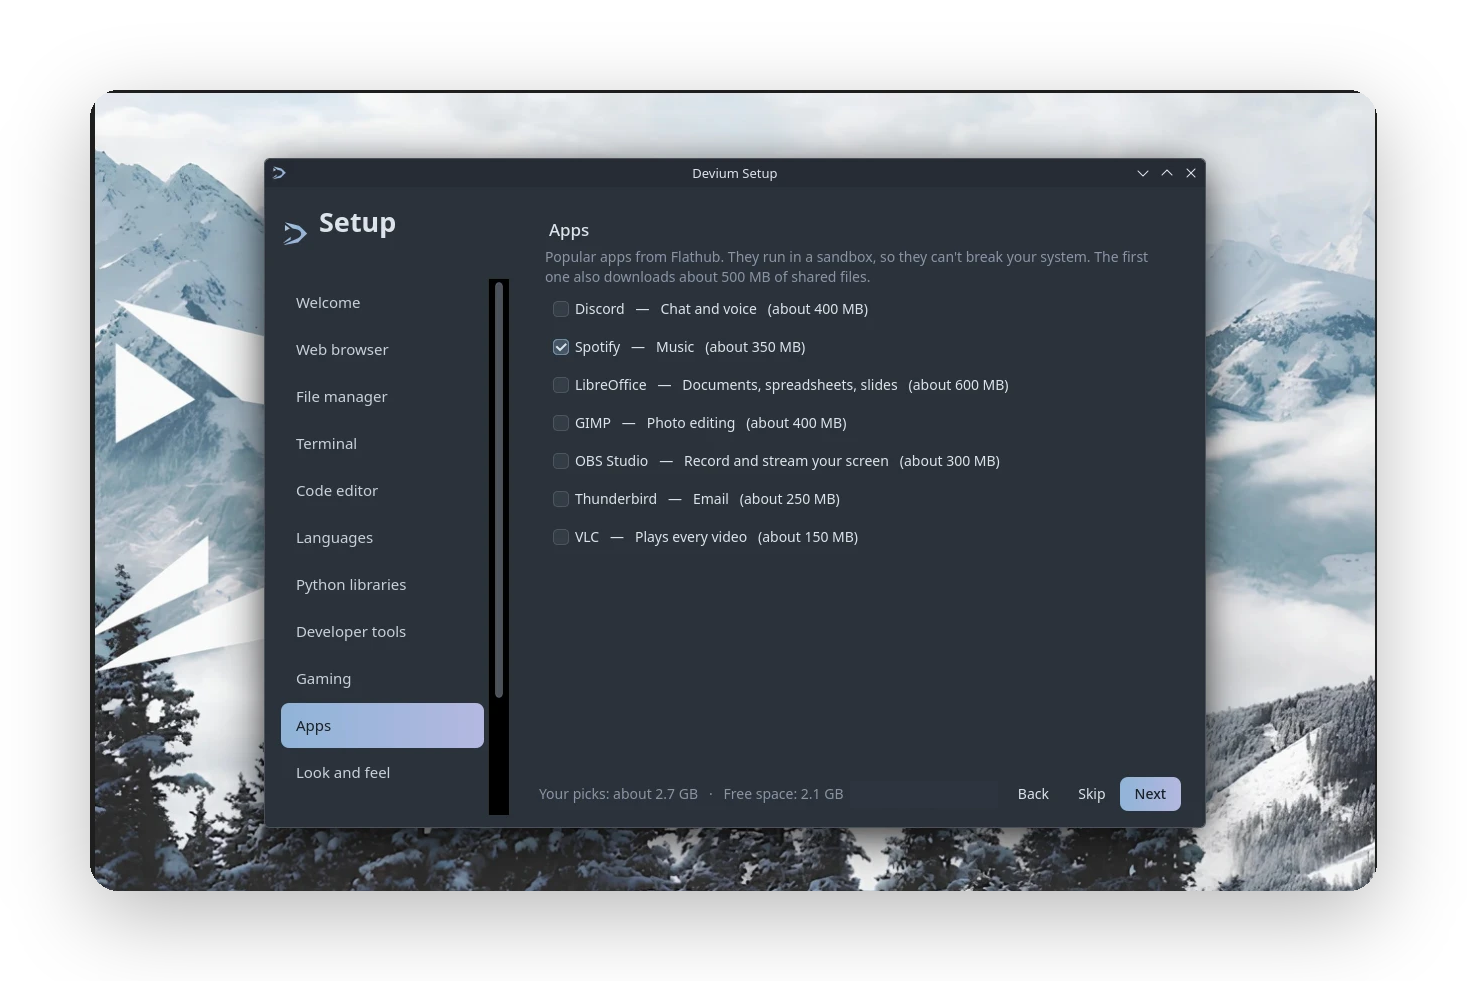 Devium Setup
Setup
Welcome
Web browser
File manager
Terminal
Code editor
Languages
Python libraries
Developer tools
Gaming
Apps
Look and feel
Apps
Popular apps from Flathub. They run in a sandbox, so they can't break your system. The first
one also downloads about 500 MB of shared files.
Discord — Chat and voice (about 400 MB)
Spotify — Music (about 350 MB)
LibreOffice — Documents, spreadsheets, slides (about 600 MB)
GIMP — Photo editing (about 400 MB)
OBS Studio — Record and stream your screen (about 300 MB)
Thunderbird — Email (about 250 MB)
VLC — Plays every video (about 150 MB)
Your picks: about 2.7 GB · Free space: 2.1 GB
Back Skip Next